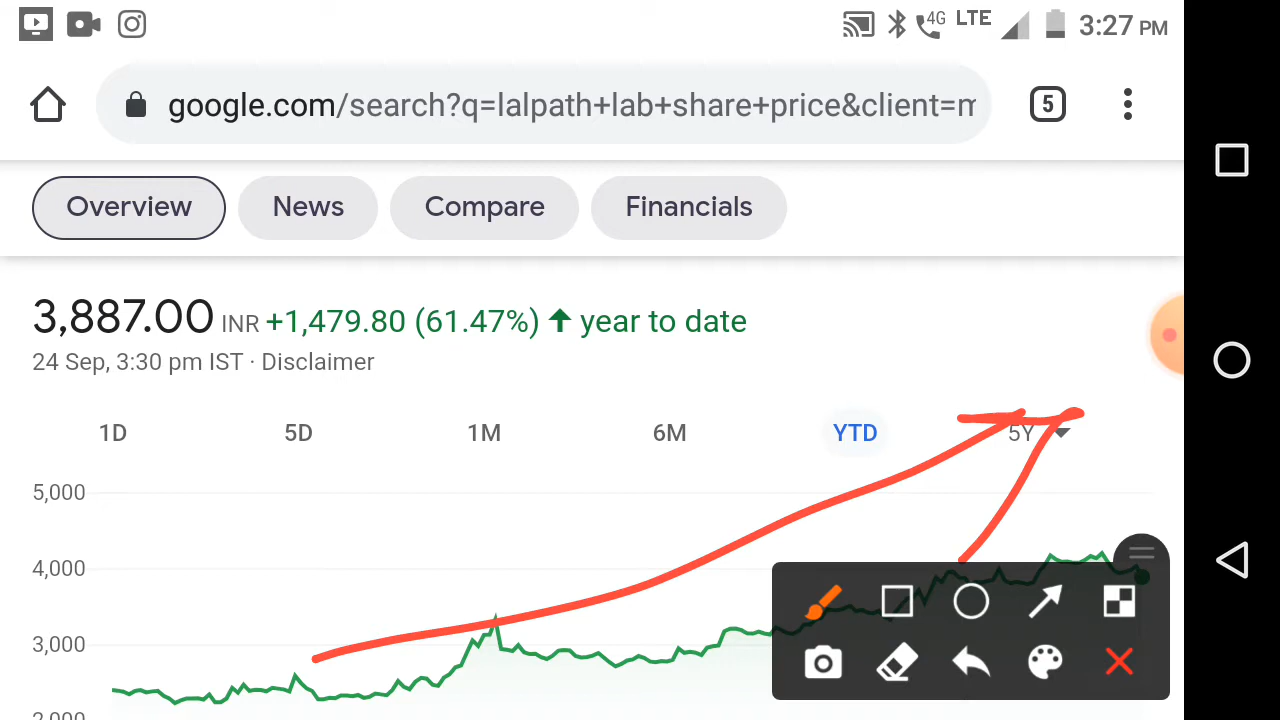 4G LTE 3:27 PM
google.com/search?q=lalpath+lab+share+price&client=m
5
Overview News Compare Financials
3,887.00 INR +1,479.80 (61.47%) ↑ year to date
24 Sep, 3:30 pm IST · Disclaimer
1D 5D 1M 6M YTD 5Y
5,000
4,000
3,000
2,000